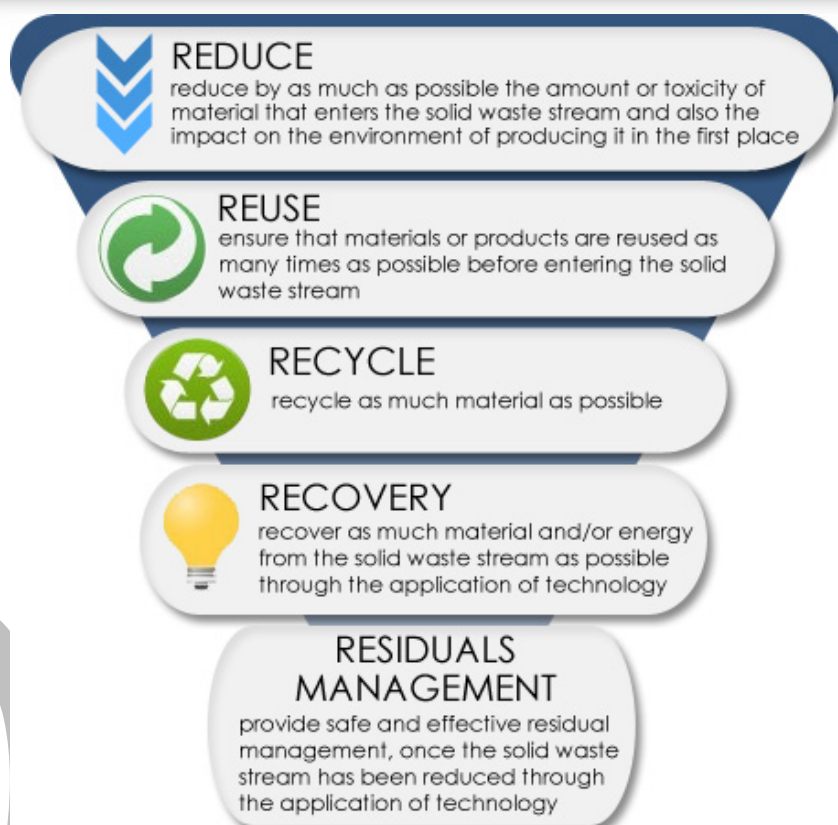 REDUCE
reduce by as much as possible the amount or toxicity of
material that enters the solid waste stream and also the
impact on the environment of producing it in the first place
REUSE
ensure that materials or products are reused as
many times as possible before entering the solid
waste stream
RECYCLE
recycle as much material as possible
RECOVERY
recover as much material and/or energy
from the solid waste stream as possible
through the application of technology
RESIDUALS
MANAGEMENT
provide safe and effective residual
management, once the solid waste
stream has been reduced through
the application of technology